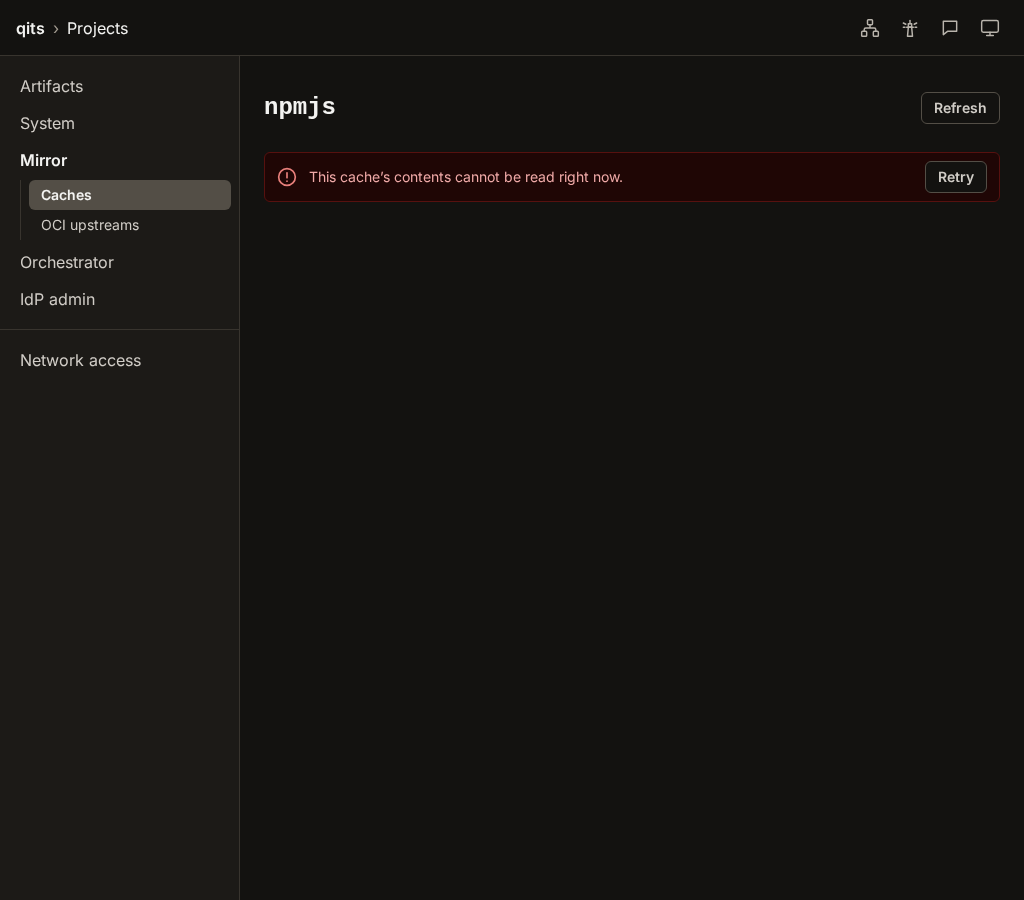 qits › Projects
Artifacts
System
Mirror
Caches
OCI upstreams
Orchestrator
IdP admin
Network access
npmjs
Refresh
This cache’s contents cannot be read right now.
Retry